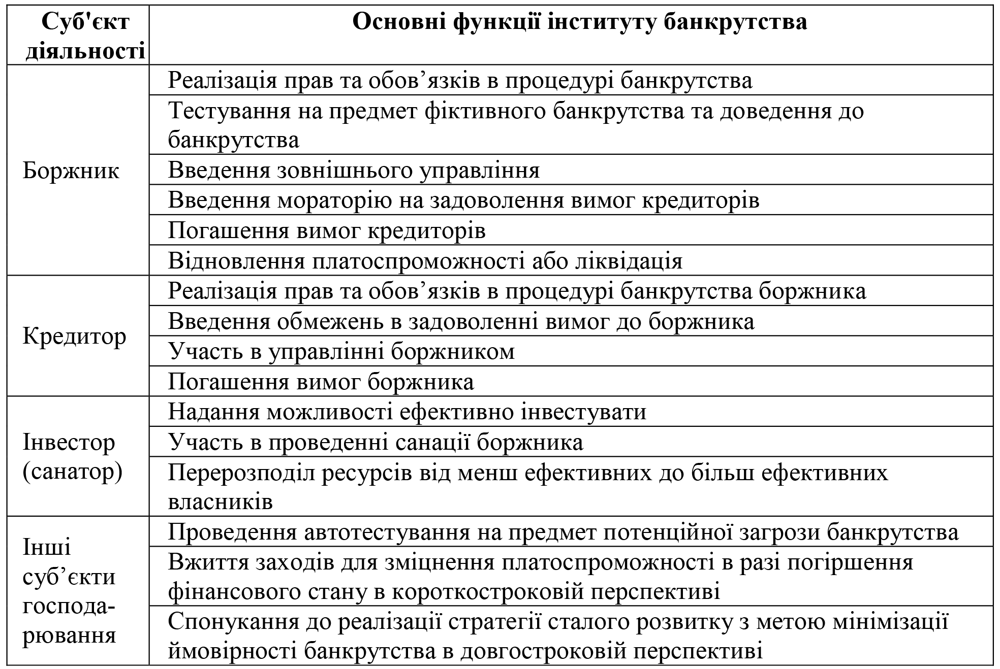 Суб'єкт
діяльності
Основні функції інституту банкрутства
Боржник
Реалізація прав та обов’язків в процедурі банкрутства
Тестування на предмет фіктивного банкрутства та доведення до
банкрутства
Введення зовнішнього управління
Введення мораторію на задоволення вимог кредиторів
Погашення вимог кредиторів
Відновлення платоспроможності або ліквідація
Кредитор
Реалізація прав та обов’язків в процедурі банкрутства боржника
Введення обмежень в задоволенні вимог до боржника
Участь в управлінні боржником
Погашення вимог боржника
Інвестор
(санатор)
Надання можливості ефективно інвестувати
Участь в проведенні санації боржника
Перерозподіл ресурсів від менш ефективних до більш ефективних
власників
Інші
суб’єкти
господа-
рювання
Проведення автотестування на предмет потенційної загрози банкрутства
Вжиття заходів для зміцнення платоспроможності в разі погіршення
фінансового стану в короткостроковій перспективі
Спонукання до реалізації стратегії сталого розвитку з метою мінімізації
ймовірності банкрутства в довгостроковій перспективі